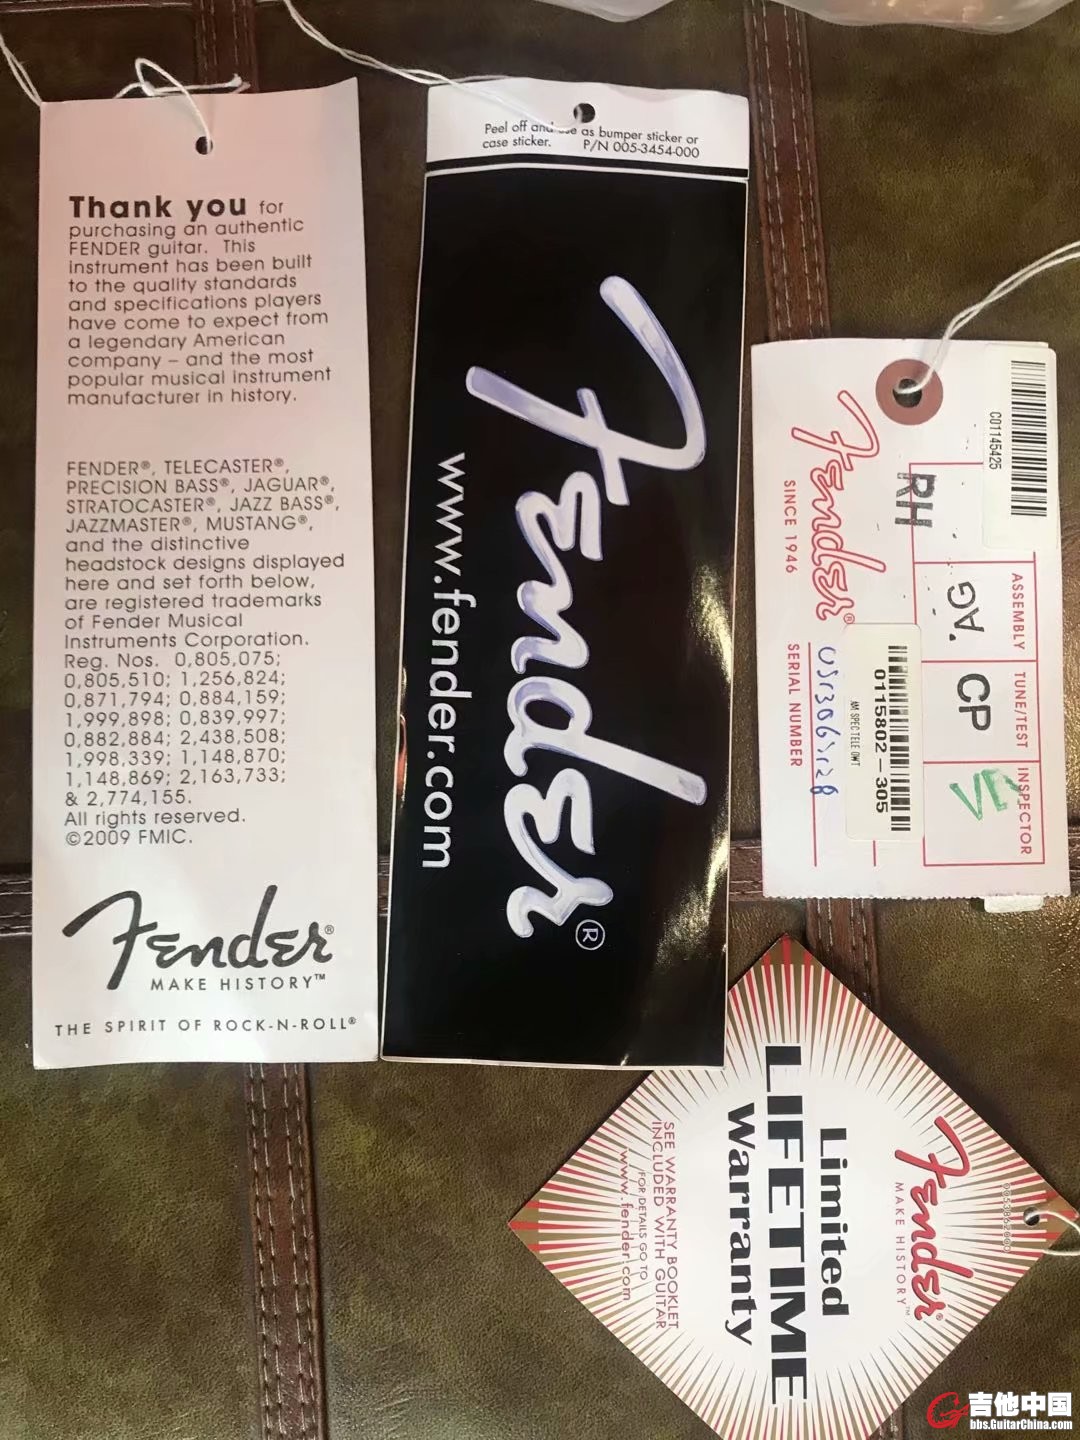 Thank you for
purchasing an authentic
FENDER guitar. This
instrument has been built
to the quality standards
and specifications players
have come to expect from
a legendary American
company – and the most
popular musical instrument
manufacturer in history.
FENDER®, TELECASTER®,
PRECISION BASS®, JAGUAR®,
STRATOCASTER®, JAZZ BASS®,
JAZZMASTER®, MUSTANG®,
and the distinctive
headstock designs displayed
here and set forth below,
are registered trademarks
of Fender Musical
Instruments Corporation.
Reg. Nos. 0,805,075;
0,805,510; 1,256,824;
0,871,794; 0,884,159;
1,999,898; 0,839,997;
0,882,884; 2,438,508;
1,998,339; 1,148,870;
1,148,869; 2,163,733;
& 2,774,155.
All rights reserved.
©2009 FMIC.
Fender®
MAKE HISTORY™
THE SPIRIT OF ROCK-N-ROLL®
Peel off and use as bumper sticker or
case sticker. P/N 005-3454-000
Fender®
www.fender.com
C01145425
RH
ASSEMBLY
AG
TUNE/TEST
CP
INSPECTOR
Fender®
SINCE 1946
SERIAL NUMBER
0115802-305
AM SPEC TELE OWT
Fender®
MAKE HISTORY™
Limited
LIFETIME
Warranty
SEE WARRANTY BOOKLET
INCLUDED WITH GUITAR
FOR DETAILS GO TO
www.fender.com
吉他中国
bbs.GuitarChina.com